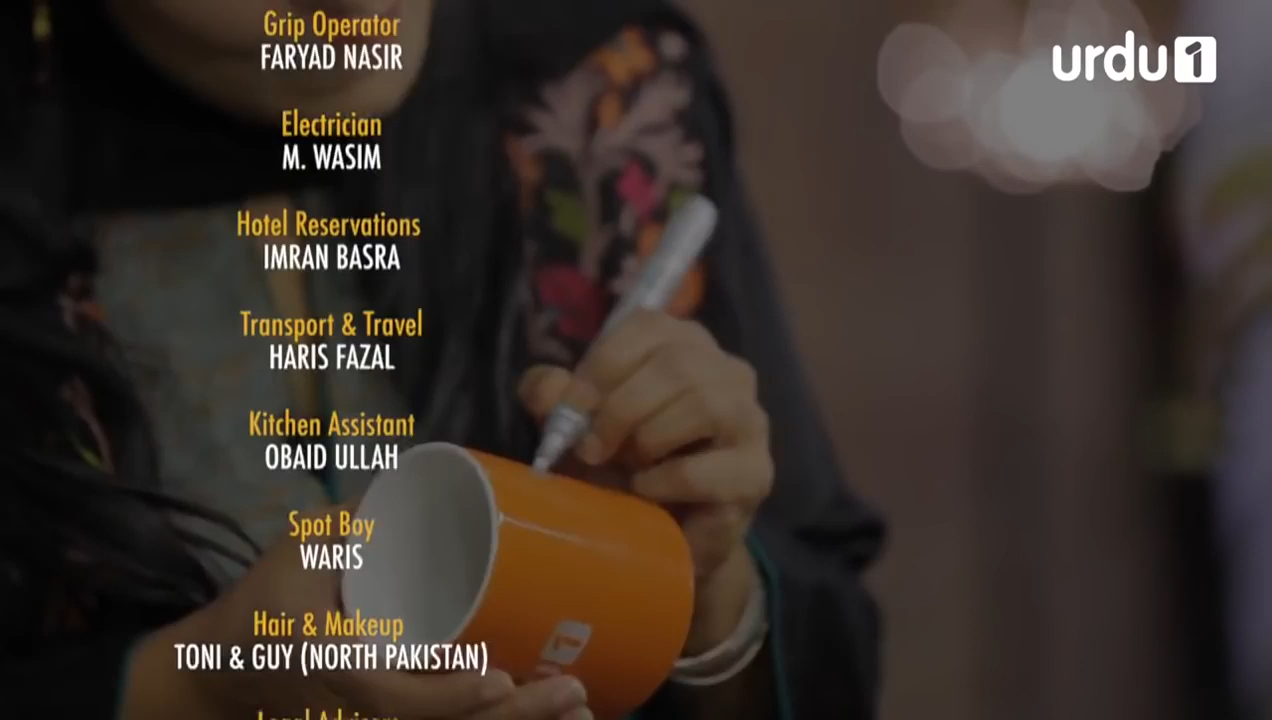 Grip Operator
FARYAD NASIR
urdu1
Electrician
M. WASIM
Hotel Reservations
IMRAN BASRA
Transport & Travel
HARIS FAZAL
Kitchen Assistant
OBAID ULLAH
Spot Boy
WARIS
Hair & Makeup
TONI & GUY (NORTH PAKISTAN)
1